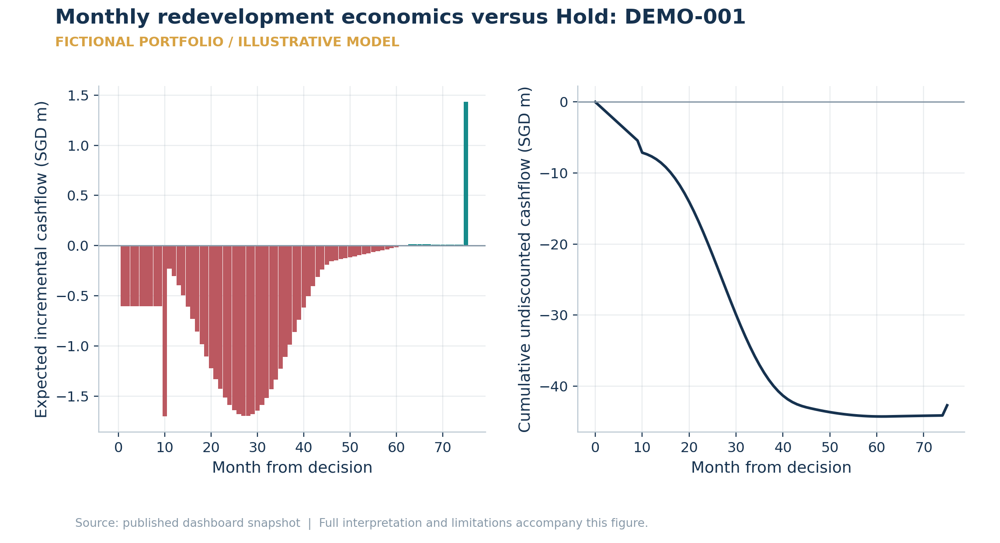 Monthly redevelopment economics versus Hold: DEMO-001
FICTIONAL PORTFOLIO / ILLUSTRATIVE MODEL
Expected incremental cashflow (SGD m)
1.5
1.0
0.5
0.0
−0.5
−1.0
−1.5
0 10 20 30 40 50 60 70
Month from decision
Cumulative undiscounted cashflow (SGD m)
0
−10
−20
−30
−40
0 10 20 30 40 50 60 70
Month from decision
Source: published dashboard snapshot | Full interpretation and limitations accompany this figure.